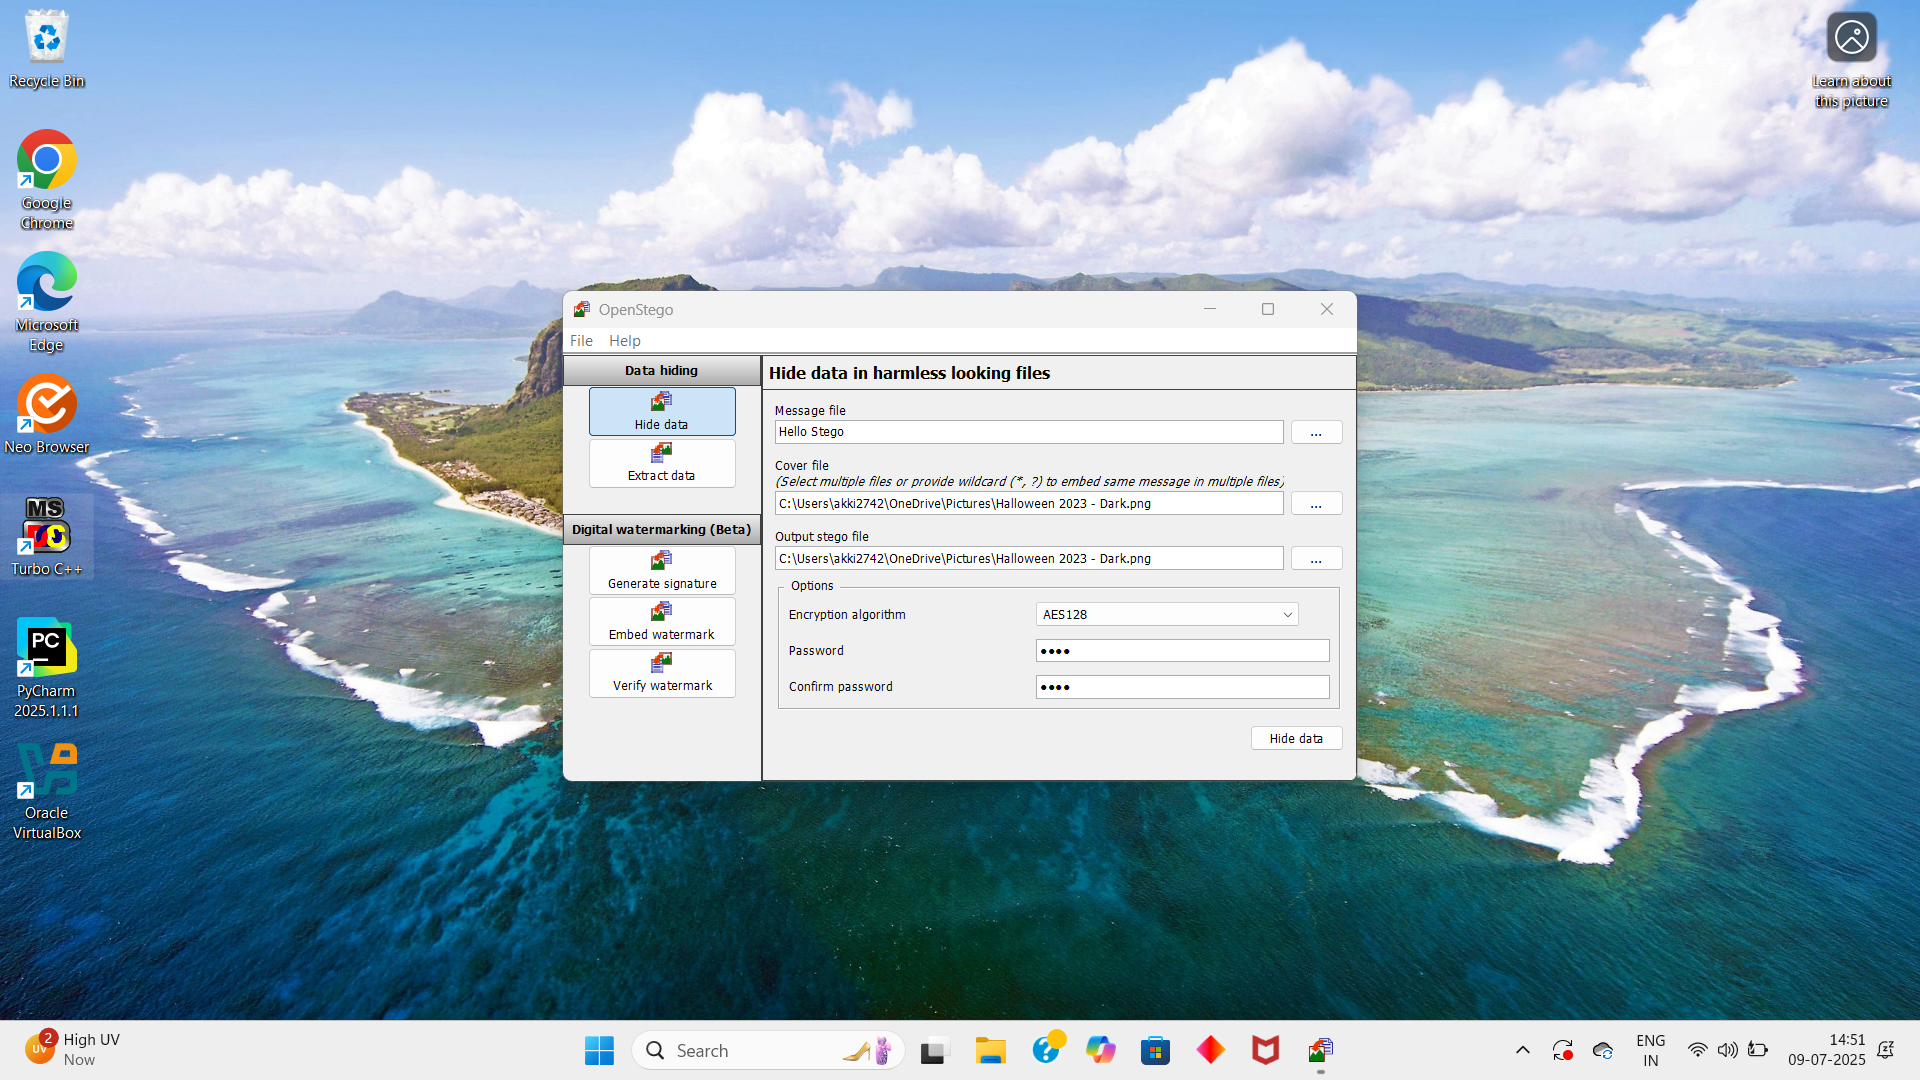 Recycle Bin
Google
Chrome
Microsoft
Edge
Neo Browser
MS
Turbo C++
PC
PyCharm
2025.1.1.1
Oracle
VirtualBox
Learn about
this picture
OpenStego
File Help
Data hiding
Hide data
Extract data
Digital watermarking (Beta)
Generate signature
Embed watermark
Verify watermark
Hide data in harmless looking files
Message file
Hello Stego
...
Cover file
(Select multiple files or provide wildcard (*, ?) to embed same message in multiple files)
C:\Users\akki2742\OneDrive\Pictures\Halloween 2023 - Dark.png
...
Output stego file
C:\Users\akki2742\OneDrive\Pictures\Halloween 2023 - Dark.png
...
Options
Encryption algorithm AES128
Password ••••
Confirm password ••••
Hide data
UV 2 High UV
Now
Search
ENG
IN
14:51
09-07-2025